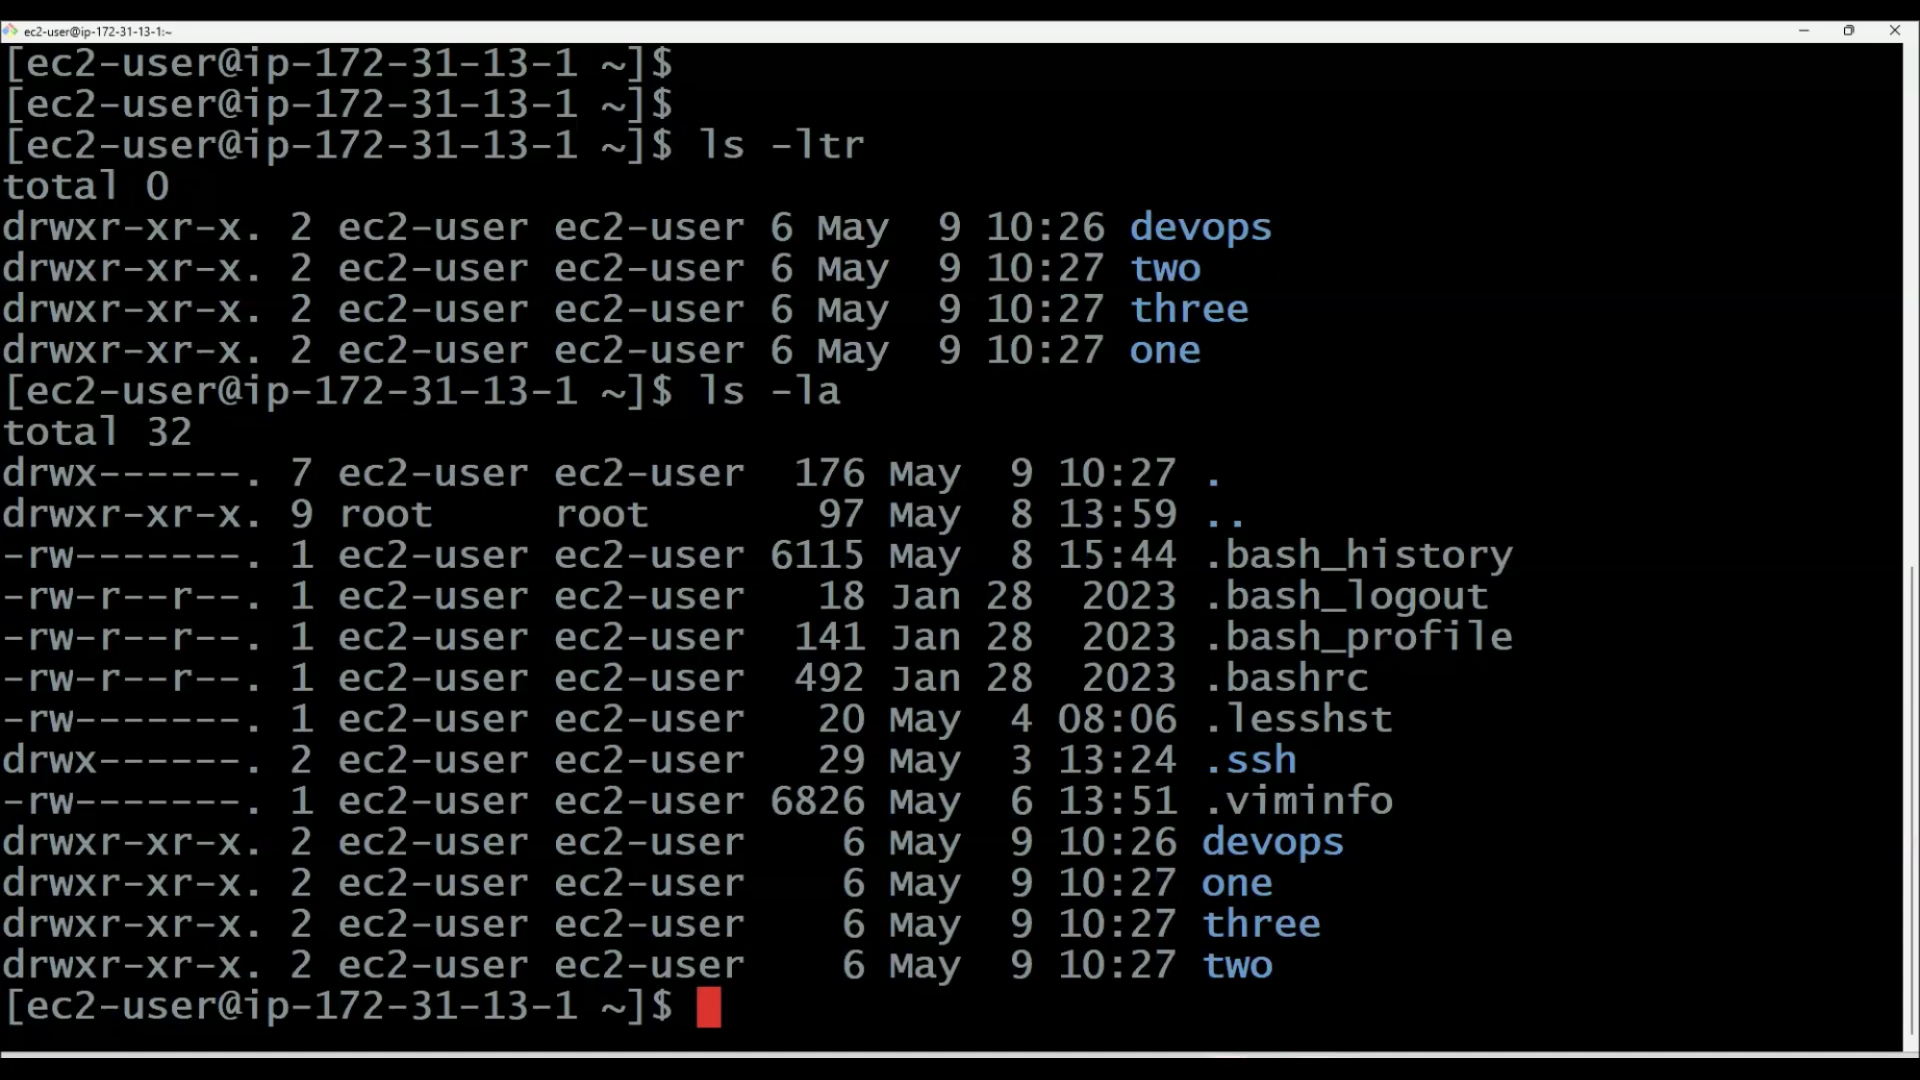 ec2-user@ip-172-31-13-1:~
[ec2-user@ip-172-31-13-1 ~]$
[ec2-user@ip-172-31-13-1 ~]$
[ec2-user@ip-172-31-13-1 ~]$ ls -ltr
total 0
drwxr-xr-x. 2 ec2-user ec2-user 6 May  9 10:26 devops
drwxr-xr-x. 2 ec2-user ec2-user 6 May  9 10:27 two
drwxr-xr-x. 2 ec2-user ec2-user 6 May  9 10:27 three
drwxr-xr-x. 2 ec2-user ec2-user 6 May  9 10:27 one
[ec2-user@ip-172-31-13-1 ~]$ ls -la
total 32
drwx------. 7 ec2-user ec2-user  176 May  9 10:27 .
drwxr-xr-x. 9 root     root       97 May  8 13:59 ..
-rw-------. 1 ec2-user ec2-user 6115 May  8 15:44 .bash_history
-rw-r--r--. 1 ec2-user ec2-user   18 Jan 28  2023 .bash_logout
-rw-r--r--. 1 ec2-user ec2-user  141 Jan 28  2023 .bash_profile
-rw-r--r--. 1 ec2-user ec2-user  492 Jan 28  2023 .bashrc
-rw-------. 1 ec2-user ec2-user   20 May  4 08:06 .lesshst
drwx------. 2 ec2-user ec2-user   29 May  3 13:24 .ssh
-rw-------. 1 ec2-user ec2-user 6826 May  6 13:51 .viminfo
drwxr-xr-x. 2 ec2-user ec2-user    6 May  9 10:26 devops
drwxr-xr-x. 2 ec2-user ec2-user    6 May  9 10:27 one
drwxr-xr-x. 2 ec2-user ec2-user    6 May  9 10:27 three
drwxr-xr-x. 2 ec2-user ec2-user    6 May  9 10:27 two
[ec2-user@ip-172-31-13-1 ~]$